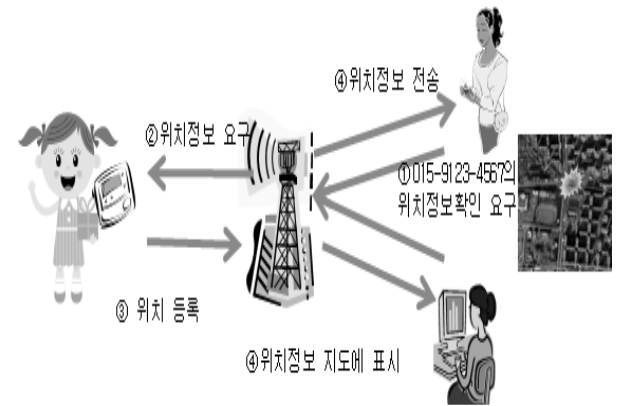 ④위치정보 전송
②위치정보 요구
①015-9123-4567의
위치정보확인 요구
③ 위치 등록
④위치정보 지도에 표시